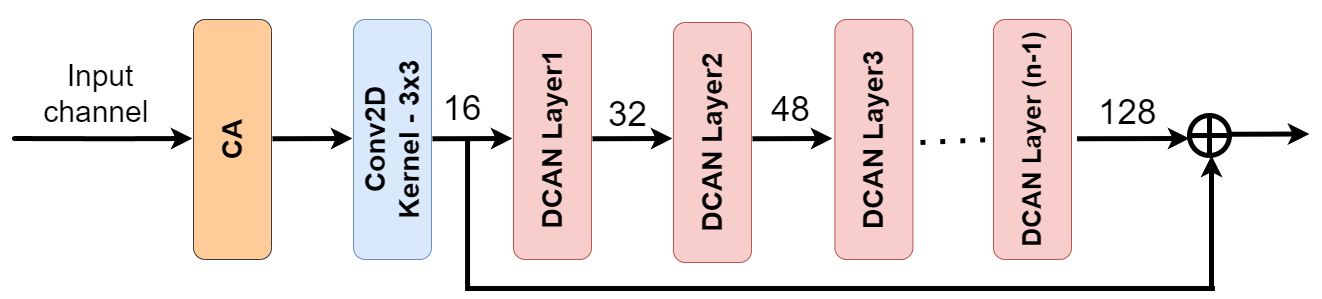 Input
channel
CA
Conv2D
Kernel - 3x3
16
DCAN Layer1
32
DCAN Layer2
48
DCAN Layer3
. . . .
DCAN Layer (n-1)
128